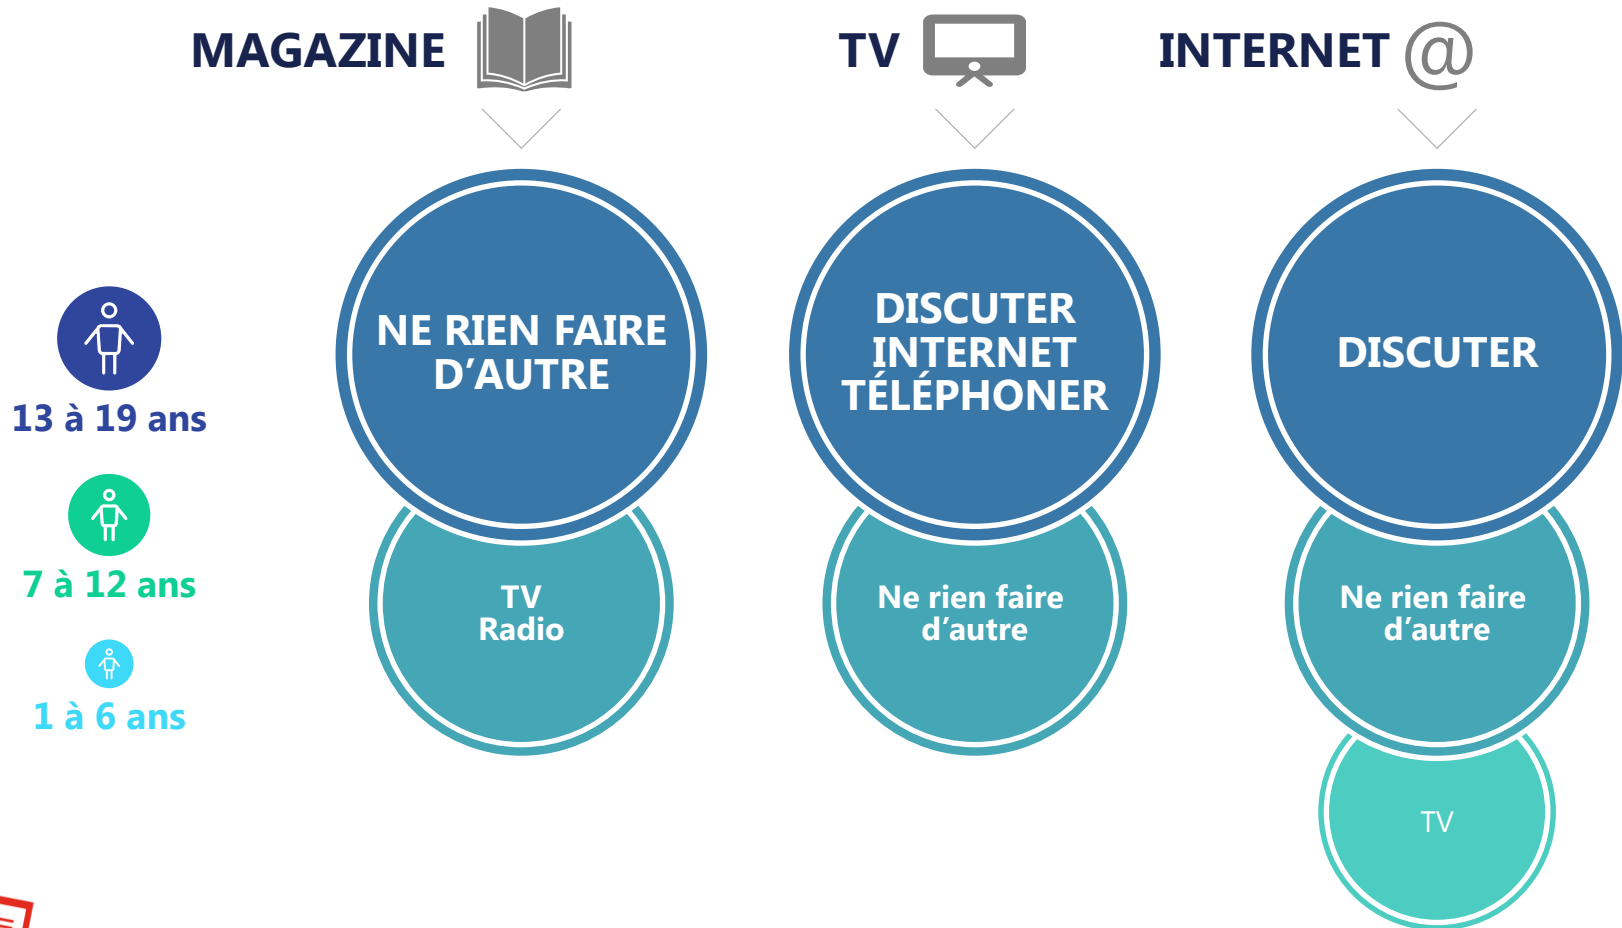 MAGAZINE
TV
INTERNET @
NE RIEN FAIRE
D’AUTRE
DISCUTER
INTERNET
TÉLÉPHONER
DISCUTER
13 à 19 ans
7 à 12 ans
1 à 6 ans
TV
Radio
Ne rien faire
d’autre
Ne rien faire
d’autre
TV